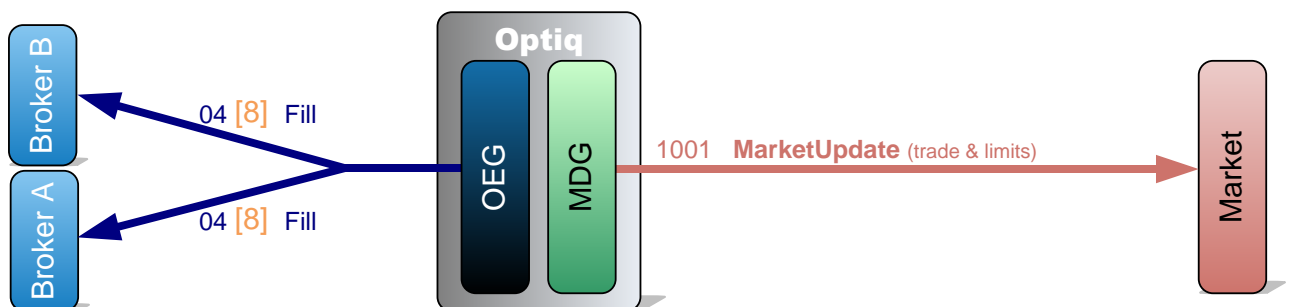 Optiq
Broker B
04 [8] Fill
OEG
MDG
1001 MarketUpdate (trade & limits)
Market
Broker A
04 [8] Fill